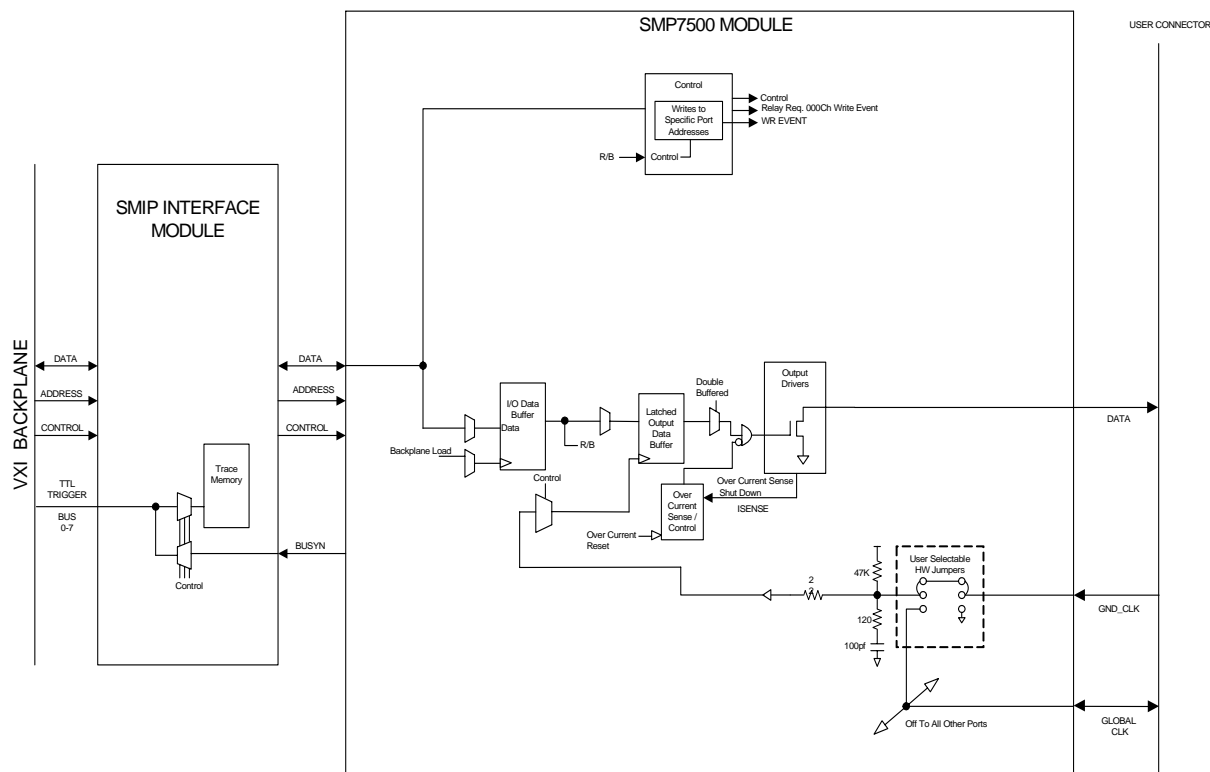 SMP7500 MODULE
USER CONNECTOR
Control
Writes to
Specific Port
Addresses
Control
R/B
Control
Relay Req. 000Ch Write Event
WR EVENT
SMIP INTERFACE
MODULE
VXI BACKPLANE
DATA
ADDRESS
CONTROL
TTL
TRIGGER
BUS
0-7
Trace
Memory
Control
DATA
ADDRESS
CONTROL
BUSYN
I/O Data
Buffer
Data
Backplane Load
R/B
Control
Latched
Output
Data
Buffer
Double
Buffered
Output
Drivers
DATA
Over Current Sense
Shut Down
ISENSE
Over
Current
Sense /
Control
Over Current
Reset
User Selectable
HW Jumpers
47K
2
120
100pf
GND_CLK
Off To All Other Ports
GLOBAL
CLK